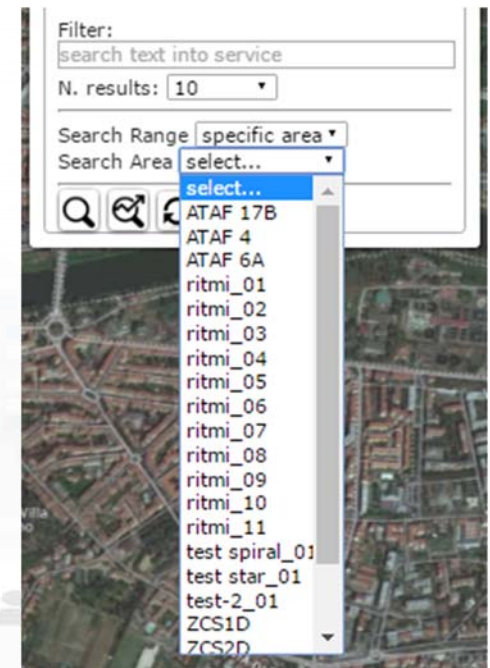 Filter:
search text into service
N. results: 10
Search Range specific area
Search Area select...
select...
ATAF 17B
ATAF 4
ATAF 6A
ritmi_01
ritmi_02
ritmi_03
ritmi_04
ritmi_05
ritmi_06
ritmi_07
ritmi_08
ritmi_09
ritmi_10
ritmi_11
test spiral_01
test star_01
test-2_01
ZCS1D
ZCS2D